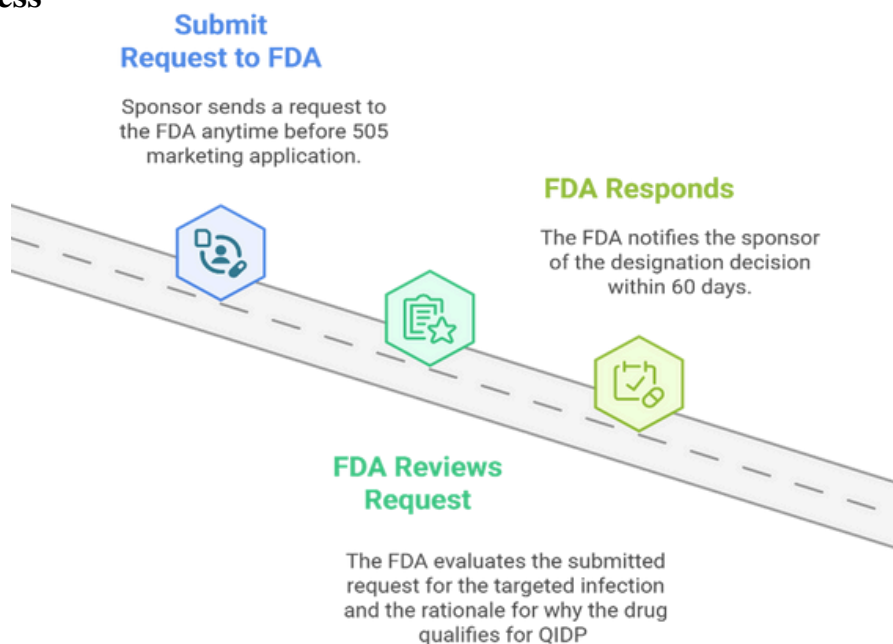 Submit
Request to FDA
Sponsor sends a request to
the FDA anytime before 505
marketing application.
FDA Responds
The FDA notifies the sponsor
of the designation decision
within 60 days.
FDA Reviews
Request
The FDA evaluates the submitted
request for the targeted infection
and the rationale for why the drug
qualifies for QIDP